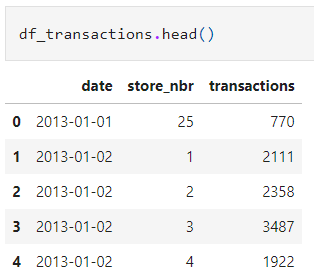 df_transactions.head()
date store_nbr transactions
0 2013-01-01 25 770
1 2013-01-02 1 2111
2 2013-01-02 2 2358
3 2013-01-02 3 3487
4 2013-01-02 4 1922